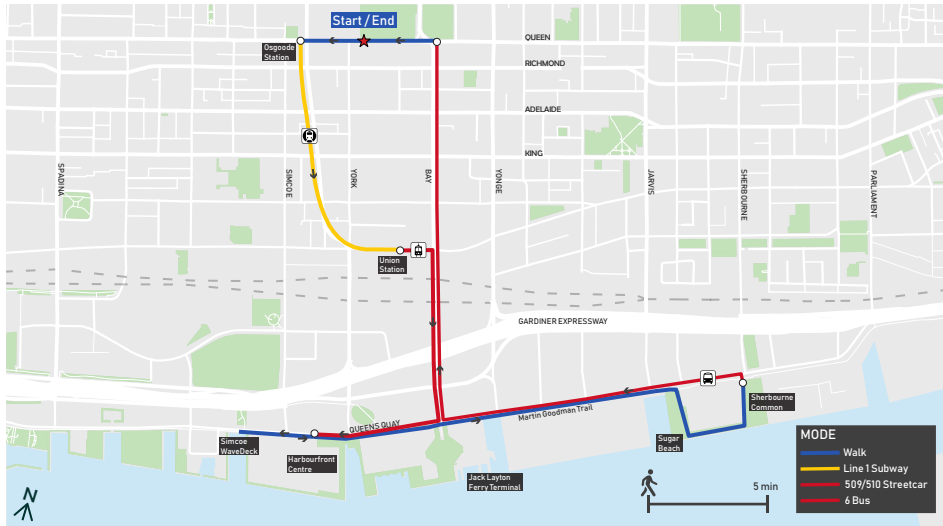 Start / End
Osgoode
Station
QUEEN
RICHMOND
ADELAIDE
KING
SPADINA
SIMCOE
YORK
BAY
YONGE
JARVIS
SHERBOURNE
PARLIAMENT
Union
Station
GARDINER EXPRESSWAY
Sherbourne
Common
Martin Goodman Trail
QUEENS QUAY
Simcoe
WaveDeck
Sugar
Beach
Harbourfront
Centre
Jack Layton
Ferry Terminal
MODE
Walk
Line 1 Subway
509/510 Streetcar
6 Bus
5 min
N